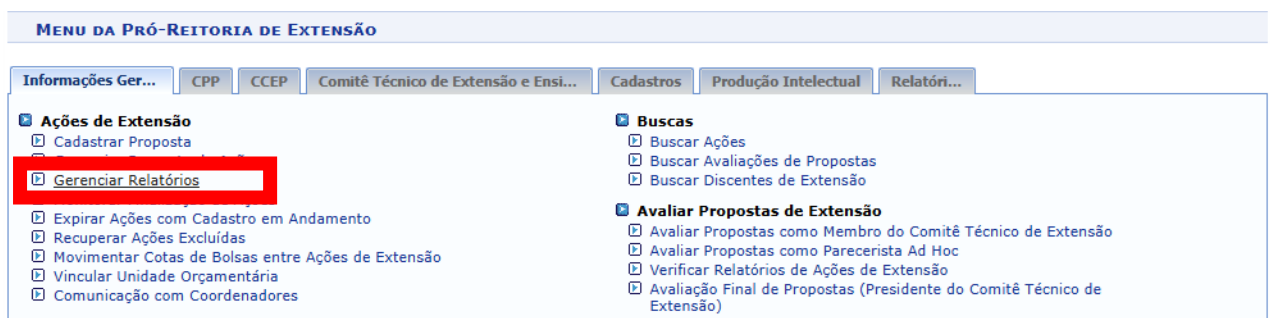 MENU DA PRÓ-REITORIA DE EXTENSÃO
Informações Ger... CPP CCEP Comitê Técnico de Extensão e Ensi... Cadastros Produção Intelectual Relatóri...
Ações de Extensão
Cadastrar Proposta
Gerenciar Relatórios
Expirar Ações com Cadastro em Andamento
Recuperar Ações Excluídas
Movimentar Cotas de Bolsas entre Ações de Extensão
Vincular Unidade Orçamentária
Comunicação com Coordenadores
Buscas
Buscar Ações
Buscar Avaliações de Propostas
Buscar Discentes de Extensão
Avaliar Propostas de Extensão
Avaliar Propostas como Membro do Comitê Técnico de Extensão
Avaliar Propostas como Parecerista Ad Hoc
Verificar Relatórios de Ações de Extensão
Avaliação Final de Propostas (Presidente do Comitê Técnico de
Extensão)